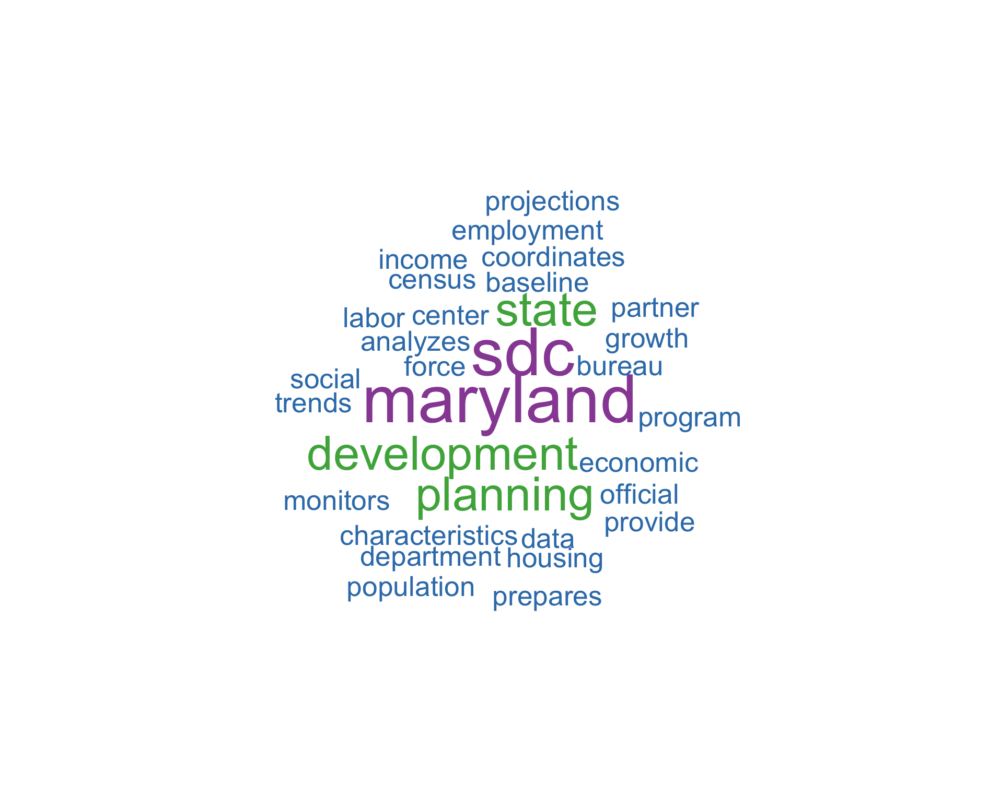 projections
employment
income coordinates
census baseline
state partner
labor center
analyzes sdc growth
force bureau
social
trends maryland program
development economic
planning official
monitors
provide
characteristics data
department housing
population prepares